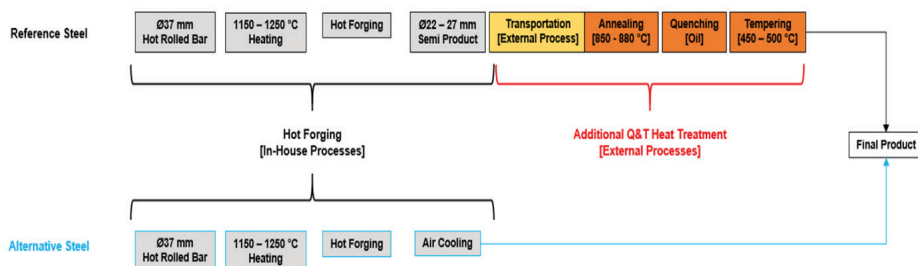 Reference Steel
Ø37 mm
Hot Rolled Bar
1150 – 1250 °C
Heating
Hot Forging
Ø22 – 27 mm
Semi Product
Transportation
[External Process]
Annealing
[850 - 880 °C]
Quenching
[Oil]
Tempering
[450 – 500 °C]
Hot Forging
[In-House Processes]
Additional Q&T Heat Treatment
[External Processes]
Final Product
Alternative Steel
Ø37 mm
Hot Rolled Bar
1150 – 1250 °C
Heating
Hot Forging
Air Cooling